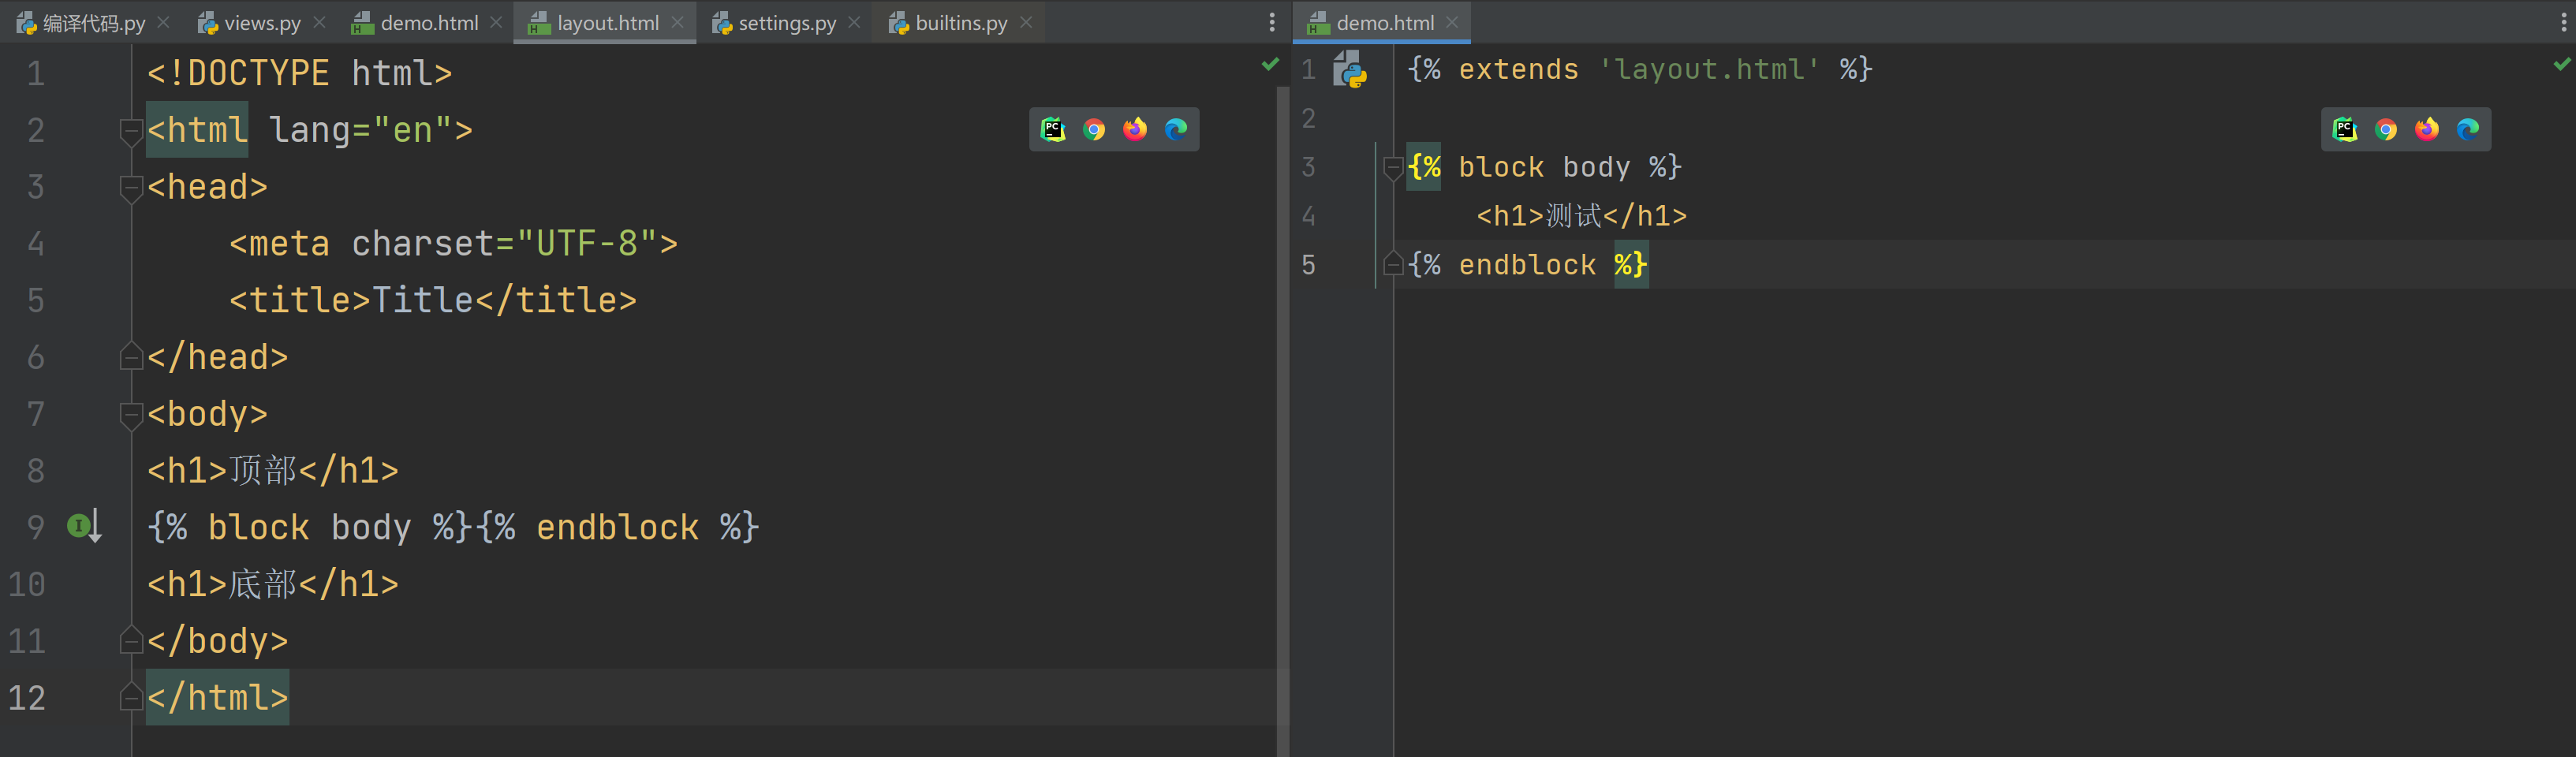 编译代码.py views.py demo.html layout.html settings.py builtins.py
1 <!DOCTYPE html>
2 <html lang="en">
3 <head>
4 <meta charset="UTF-8">
5 <title>Title</title>
6 </head>
7 <body>
8 <h1>顶部</h1>
9 {% block body %}{% endblock %}
10 <h1>底部</h1>
11 </body>
12 </html>
demo.html
1 {% extends 'layout.html' %}
2
3 {% block body %}
4 <h1>测试</h1>
5 {% endblock %}